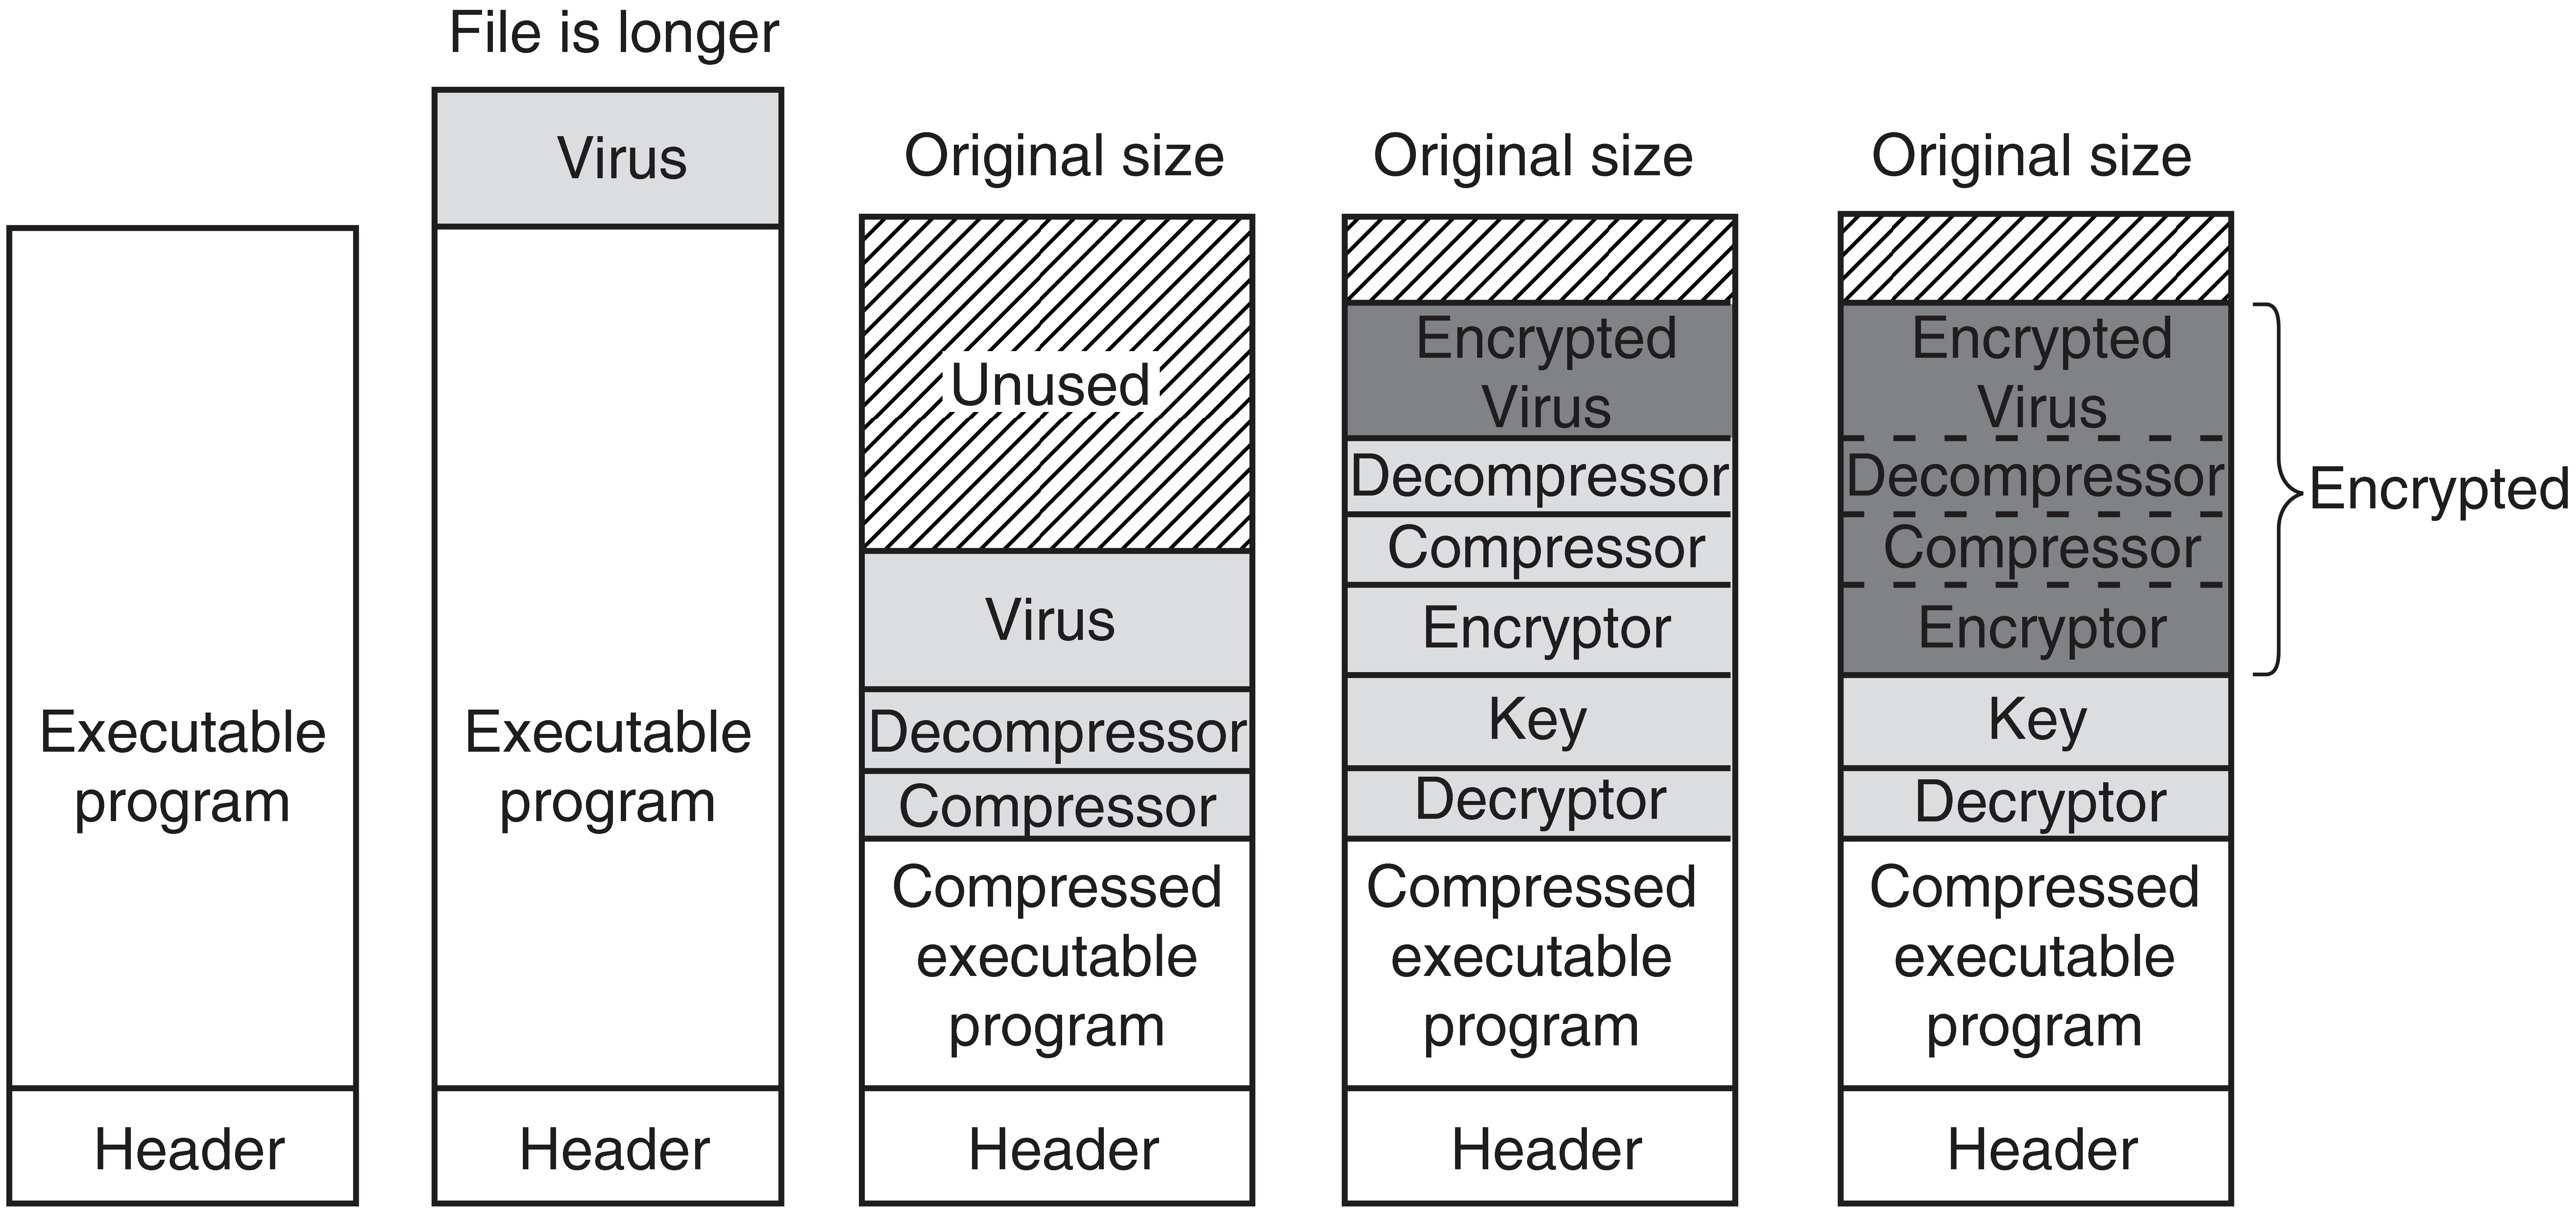 File is longer
Executable
program
Header
Virus
Executable
program
Header
Original size
Unused
Virus
Decompressor
Compressor
Compressed
executable
program
Header
Original size
Encrypted
Virus
Decompressor
Compressor
Encryptor
Key
Decryptor
Compressed
executable
program
Header
Original size
Encrypted
Virus
Decompressor
Compressor
Encryptor
Key
Decryptor
Compressed
executable
program
Header
Encrypted